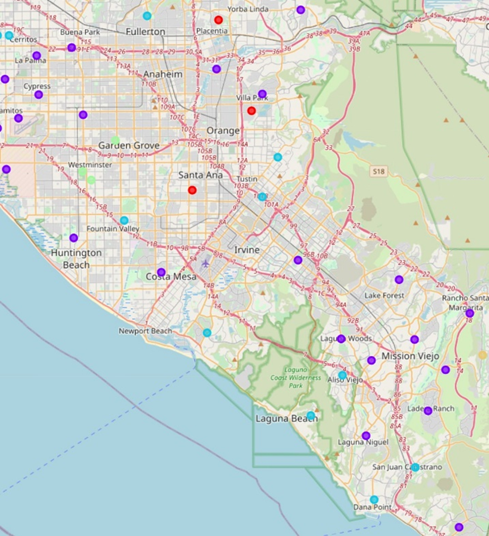 Yorba Linda
Fullerton
Placentia
Buena Park
Cerritos
La Palma
Anaheim
Cypress
Villa Park
amitos
Orange
Garden Grove
Westminster
Santa Ana
Tustin
S18
Fountain Valley
Irvine
Huntington
Beach
Costa Mesa
Lake Forest
Rancho Santa
Margarita
Newport Beach
Laguna Woods
Mission Viejo
Laguna
Coast Wilderness
Park
Aliso Viejo
Laguna Beach
Ladera Ranch
Laguna Niguel
San Juan Capistrano
Dana Point